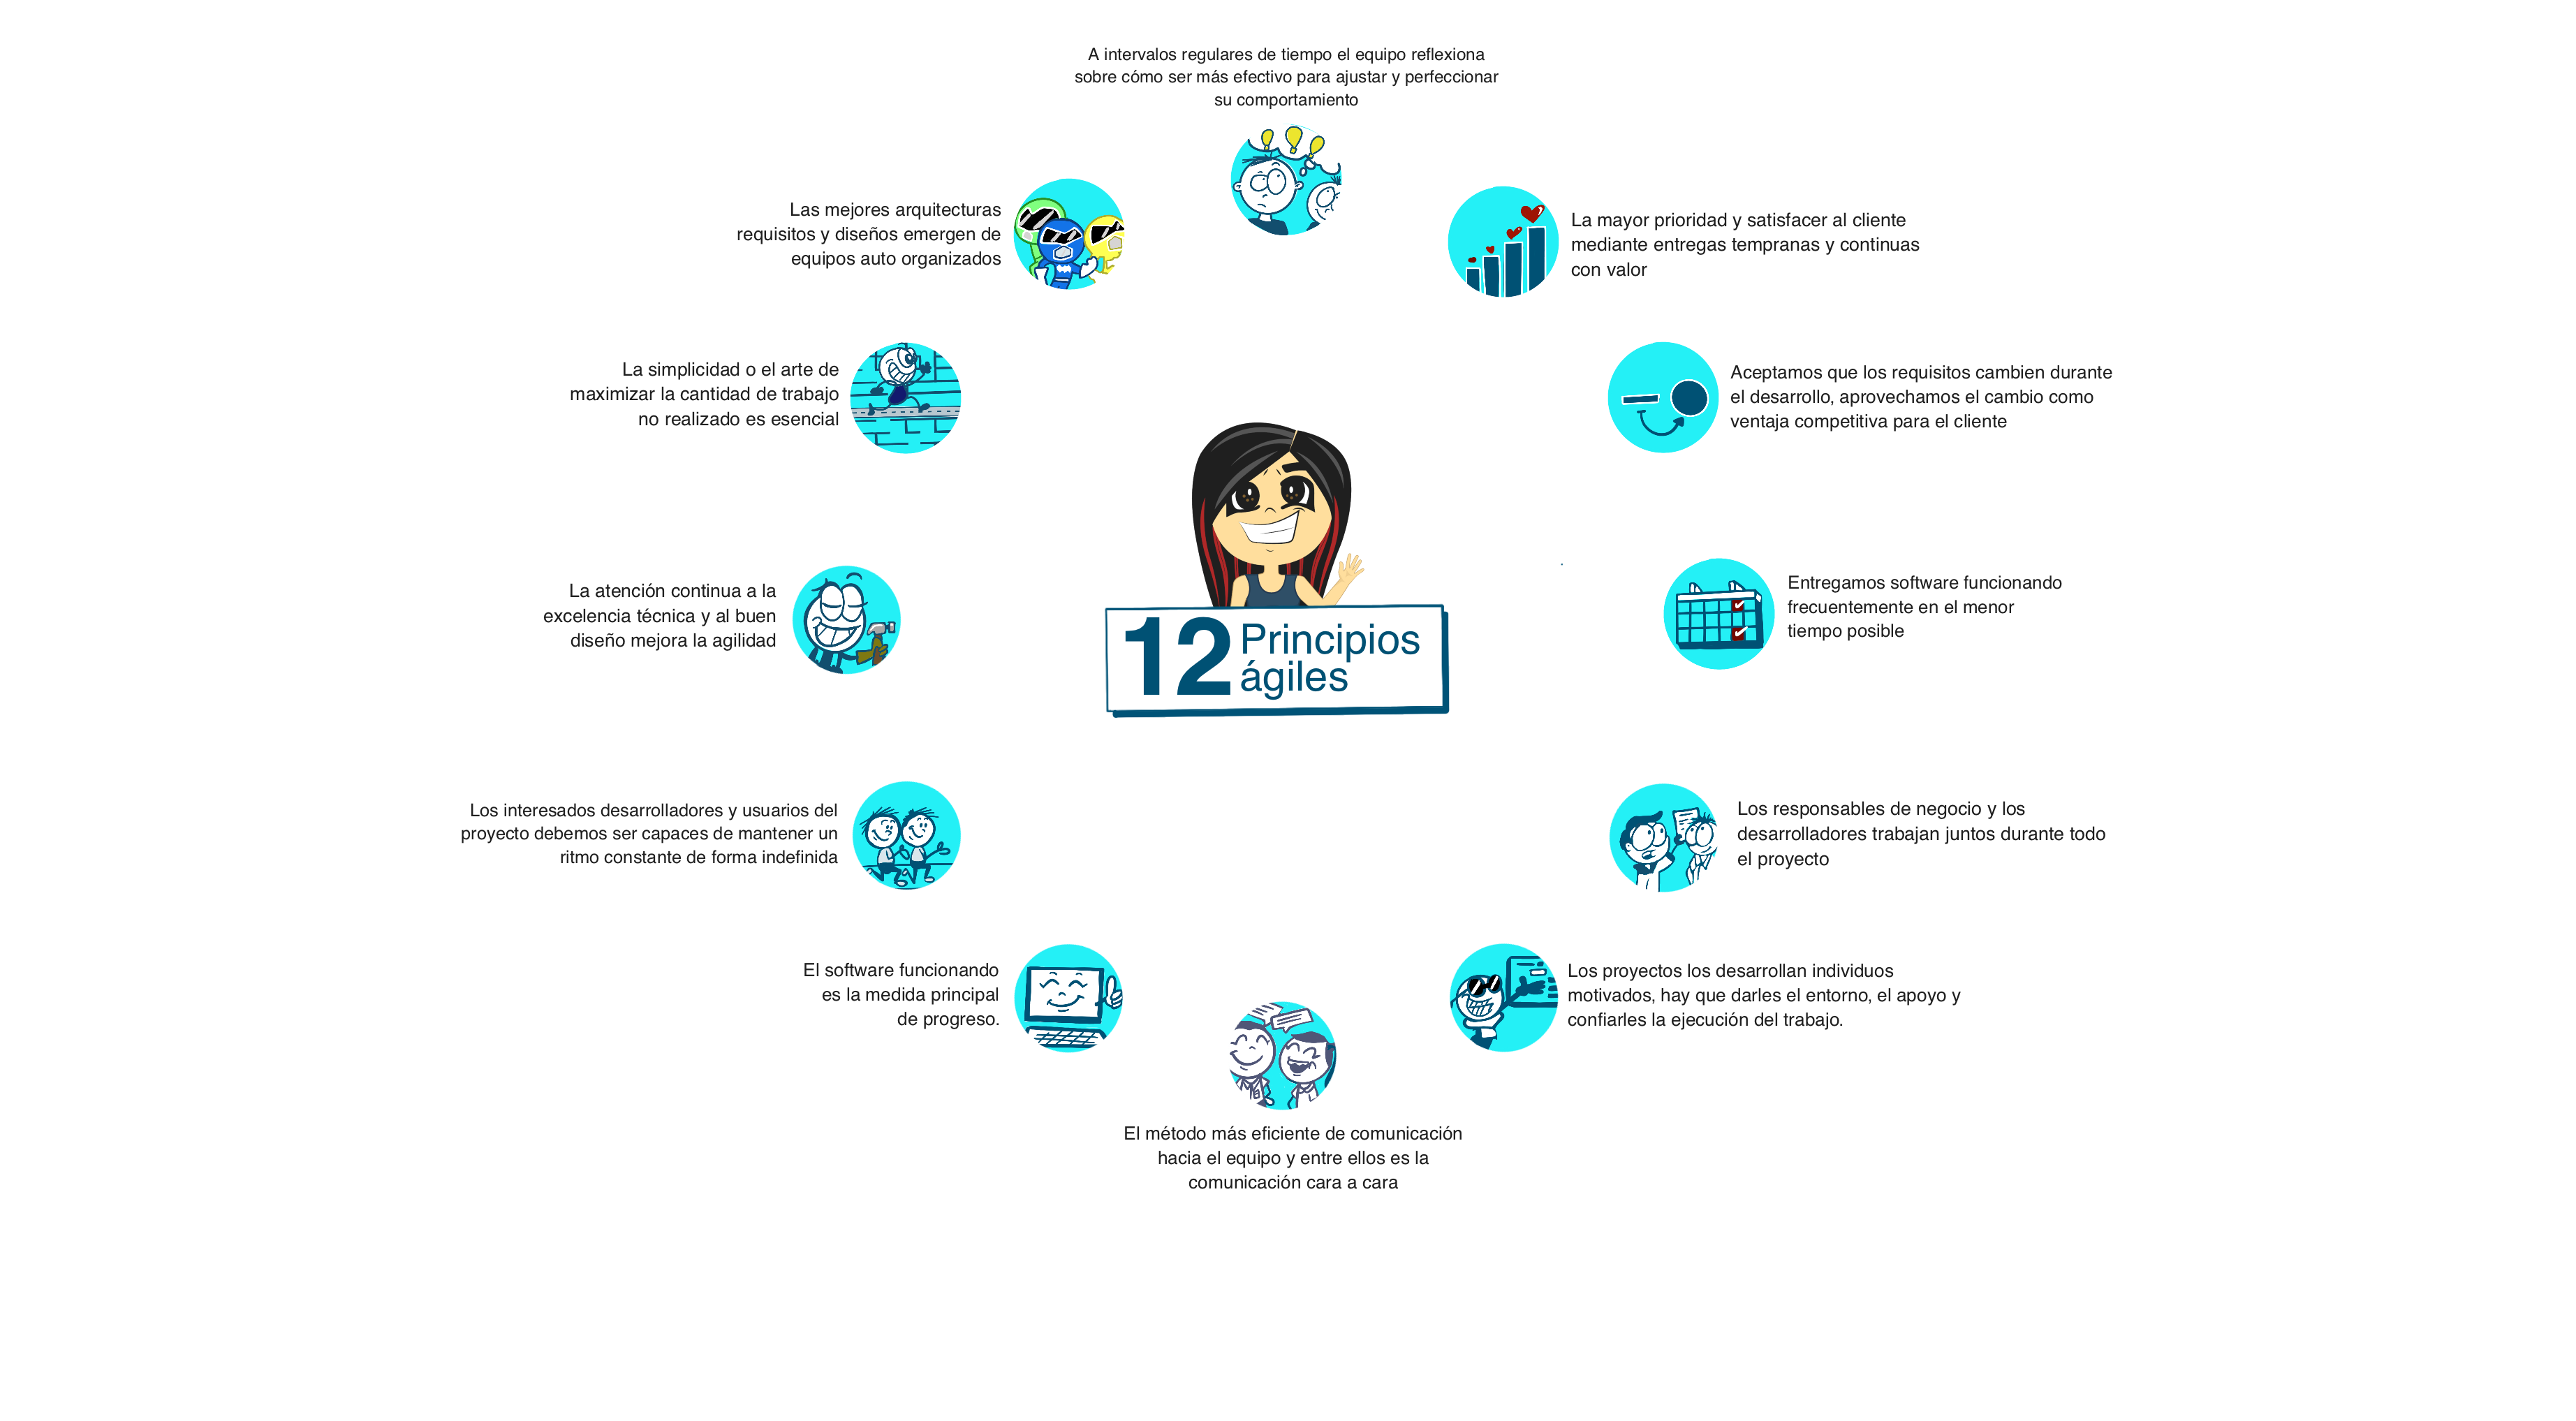 A intervalos regulares de tiempo el equipo reflexiona
sobre cómo ser más efectivo para ajustar y perfeccionar
su comportamiento
La mayor prioridad y satisfacer al cliente
mediante entregas tempranas y continuas
con valor
Aceptamos que los requisitos cambien durante
el desarrollo, aprovechamos el cambio como
ventaja competitiva para el cliente
Entregamos software funcionando
frecuentemente en el menor
tiempo posible
Los responsables de negocio y los
desarrolladores trabajan juntos durante todo
el proyecto
Los proyectos los desarrollan individuos
motivados, hay que darles el entorno, el apoyo y
confiarles la ejecución del trabajo.
El método más eficiente de comunicación
hacia el equipo y entre ellos es la
comunicación cara a cara
El software funcionando
es la medida principal
de progreso.
Los interesados desarrolladores y usuarios del
proyecto debemos ser capaces de mantener un
ritmo constante de forma indefinida
La atención continua a la
excelencia técnica y al buen
diseño mejora la agilidad
La simplicidad o el arte de
maximizar la cantidad de trabajo
no realizado es esencial
Las mejores arquitecturas
requisitos y diseños emergen de
equipos auto organizados
12 Principios
ágiles